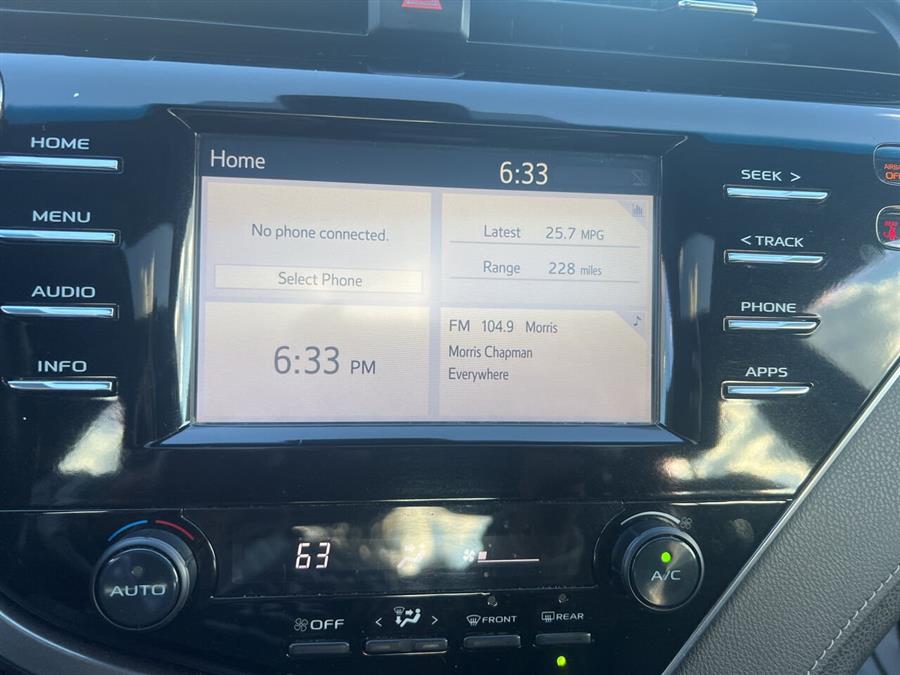 HOME
MENU
AUDIO
INFO
Home
6:33
No phone connected.
Select Phone
Latest 25.7 MPG
Range 228 miles
6:33 PM
FM 104.9 Morris
Morris Chapman
Everywhere
SEEK >
< TRACK
PHONE
APPS
OFF
63
AUTO
A/C
OFF
< >
FRONT
REAR